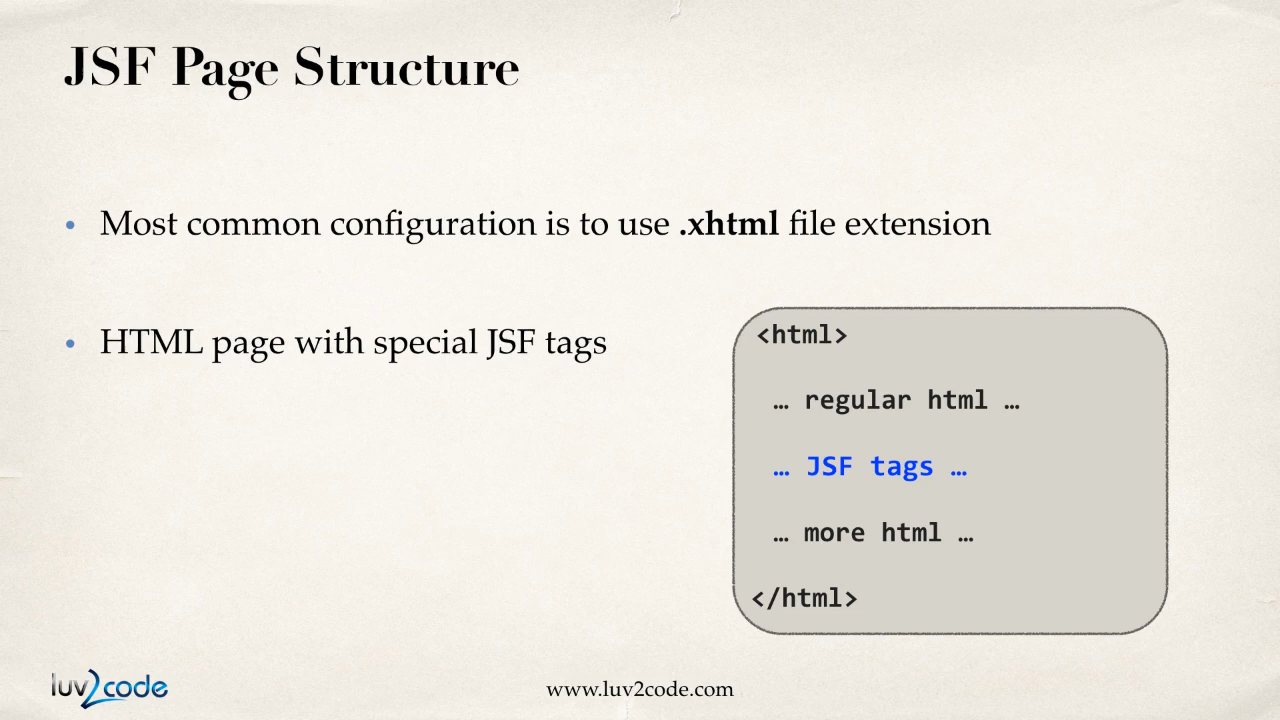 JSF Page Structure
• Most common configuration is to use .xhtml file extension
• HTML page with special JSF tags
<html>
… regular html …
… JSF tags …
… more html …
</html>
luv2code
www.luv2code.com